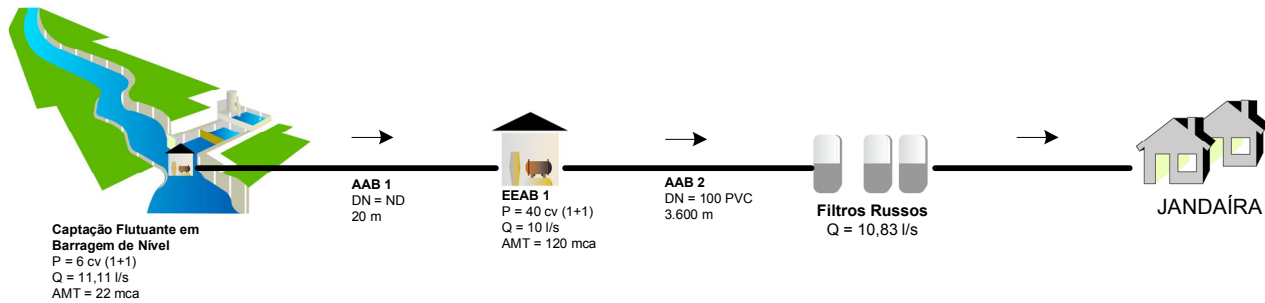 Captação Flutuante em
Barragem de Nível
P = 6 cv (1+1)
Q = 11,11 l/s
AMT = 22 mca
AAB 1
DN = ND
20 m
EEAB 1
P = 40 cv (1+1)
Q = 10 l/s
AMT = 120 mca
AAB 2
DN = 100 PVC
3.600 m
Filtros Russos
Q = 10,83 l/s
JANDAÍRA